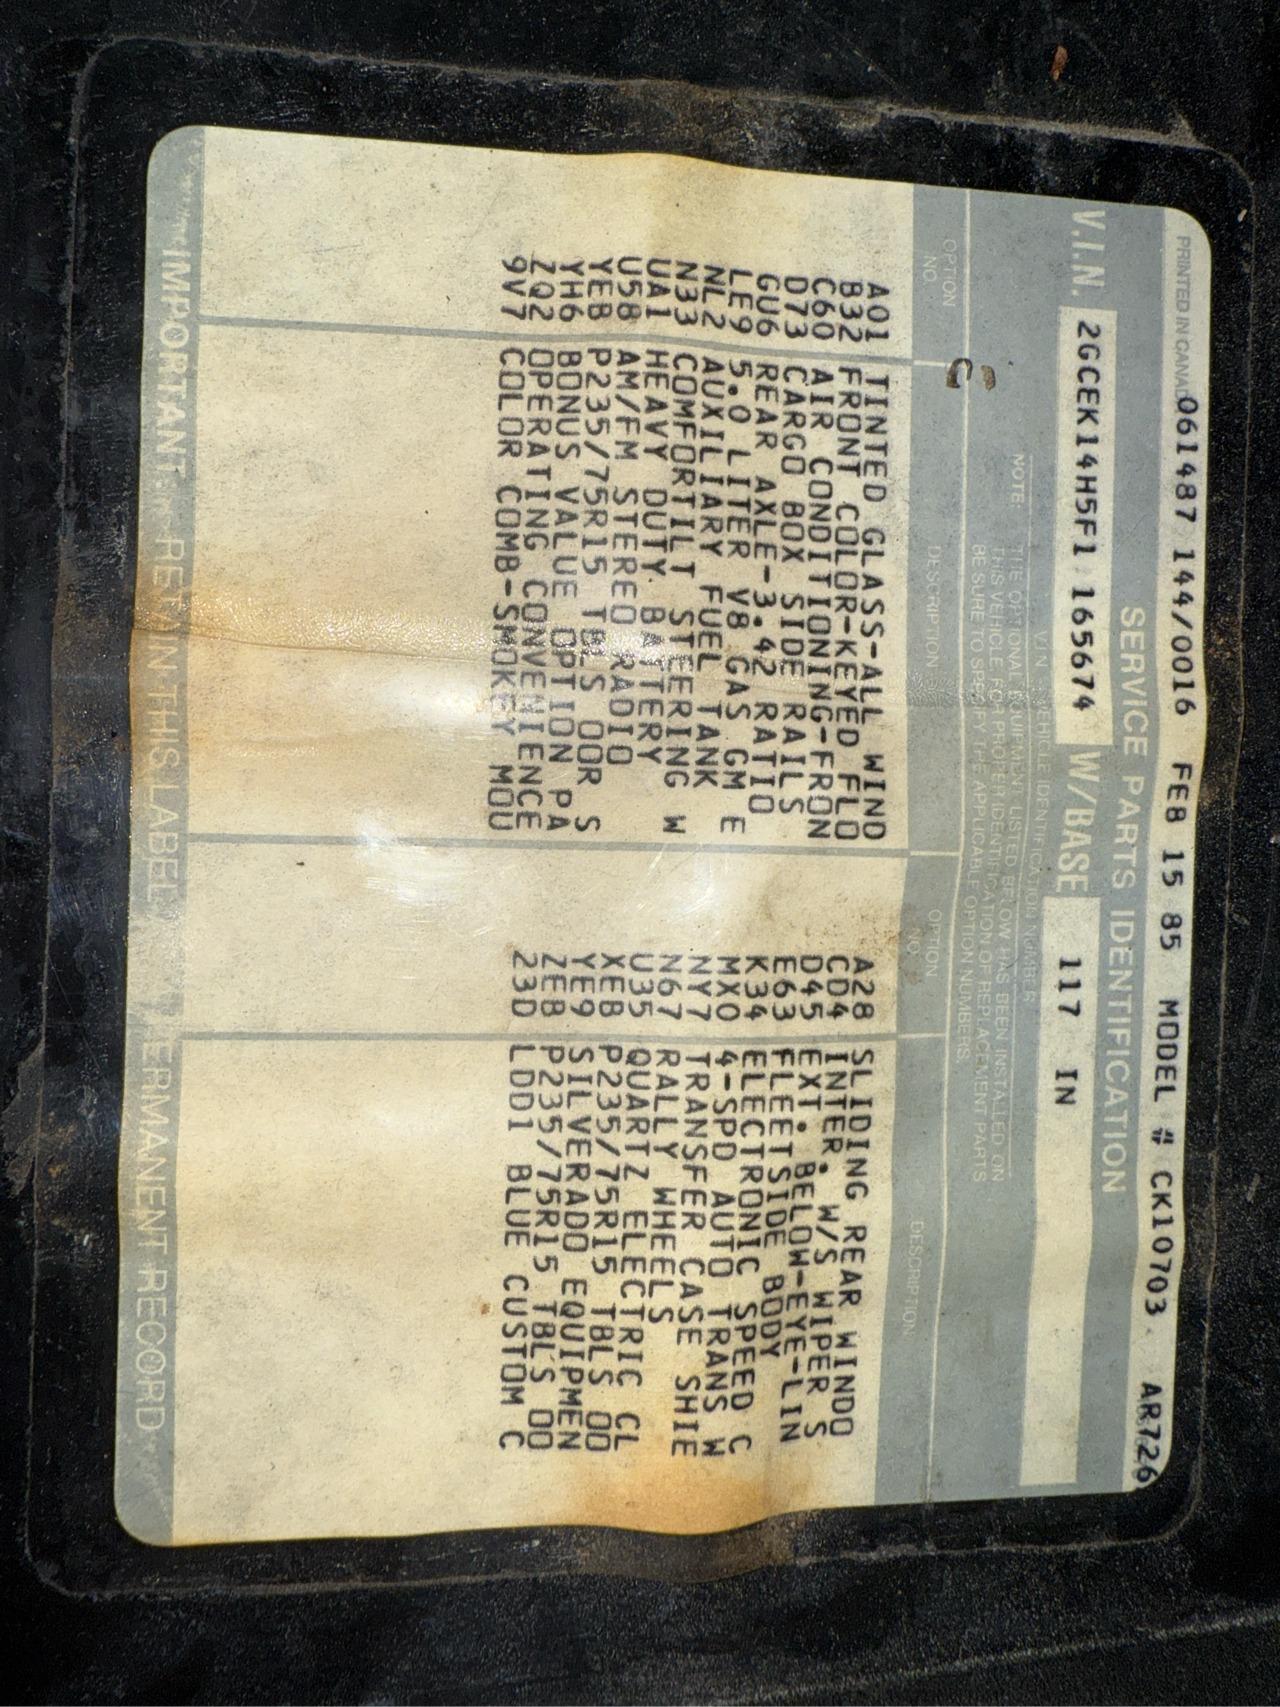 PRINTED IN CANADA 061487 144/0016 FEB 15 85 MODEL # CK10703 AR726
SERVICE PARTS IDENTIFICATION
V.I.N. 2GCEK14H5F1165674 W/BASE 117 IN
V.I.N. VEHICLE IDENTIFICATION NUMBER
NOTE: THE OPTIONAL EQUIPMENT LISTED BELOW HAS BEEN INSTALLED ON
THIS VEHICLE. FOR PROPER IDENTIFICATION OF REPLACEMENT PARTS
BE SURE TO SPECIFY THE APPLICABLE OPTION NUMBERS.
OPTION NO. DESCRIPTION OPTION NO. DESCRIPTION
A01 TINTED GLASS-ALL WIND A28 SLIDING REAR WINDO
B32 FRONT COLOR-KEYED FLO CD4 INTER. W/S WIPER S
C60 AIR CONDITIONING-FRON D45 EXT. BELOW-EYE-LIN
D73 CARGO BOX SIDE RAILS E63 FLEETSIDE BODY
GU6 REAR AXLE-3.42 RATIO K34 ELECTRONIC SPEED C
LE9 5.0 LITER V8 GAS GM E MX0 4-SPD AUTO TRANS W
NL2 AUXILIARY FUEL TANK NY7 TRANSFER CASE SHIE
N33 COMFORTILT STEERING W N67 RALLY WHEELS
UA1 HEAVY DUTY BATTERY U35 QUARTZ ELECTRIC CL
U58 AM/FM STEREO RADIO XEB P235/75R15 TBLS OO
YEB P235/75R15 TBLS OOR S YE9 SILVERADO EQUIPMEN
YH6 BONUS VALUE OPTION PA ZEB P235/75R15 TBLS OO
ZQ2 OPERATING CONVENIENCE 23D LDD1 BLUE CUSTOM C
9V7 COLOR COMB-SMOKEY MOU
IMPORTANT: RETAIN THIS LABEL AS PERMANENT RECORD